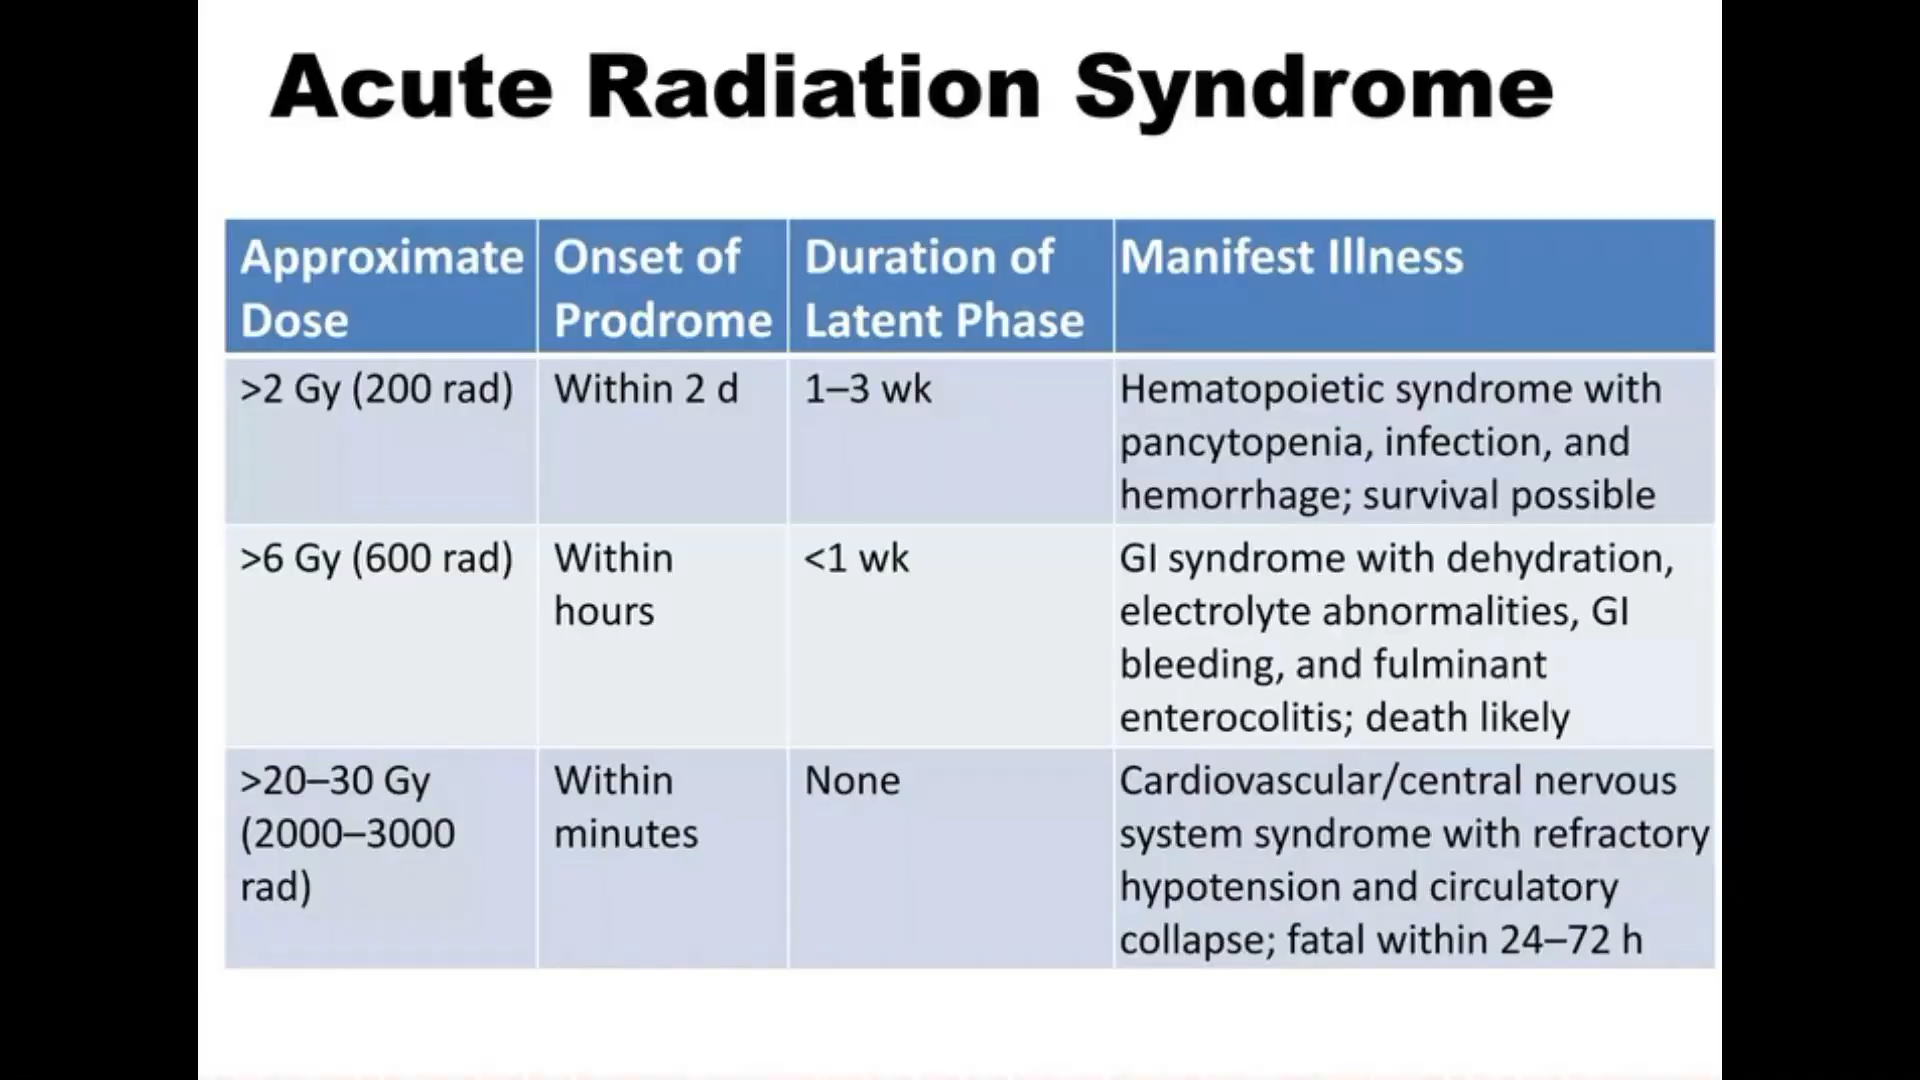 Acute Radiation Syndrome
Approximate Dose | Onset of Prodrome | Duration of Latent Phase | Manifest Illness
>2 Gy (200 rad) | Within 2 d | 1–3 wk | Hematopoietic syndrome with pancytopenia, infection, and hemorrhage; survival possible
>6 Gy (600 rad) | Within hours | <1 wk | GI syndrome with dehydration, electrolyte abnormalities, GI bleeding, and fulminant enterocolitis; death likely
>20–30 Gy (2000–3000 rad) | Within minutes | None | Cardiovascular/central nervous system syndrome with refractory hypotension and circulatory collapse; fatal within 24–72 h